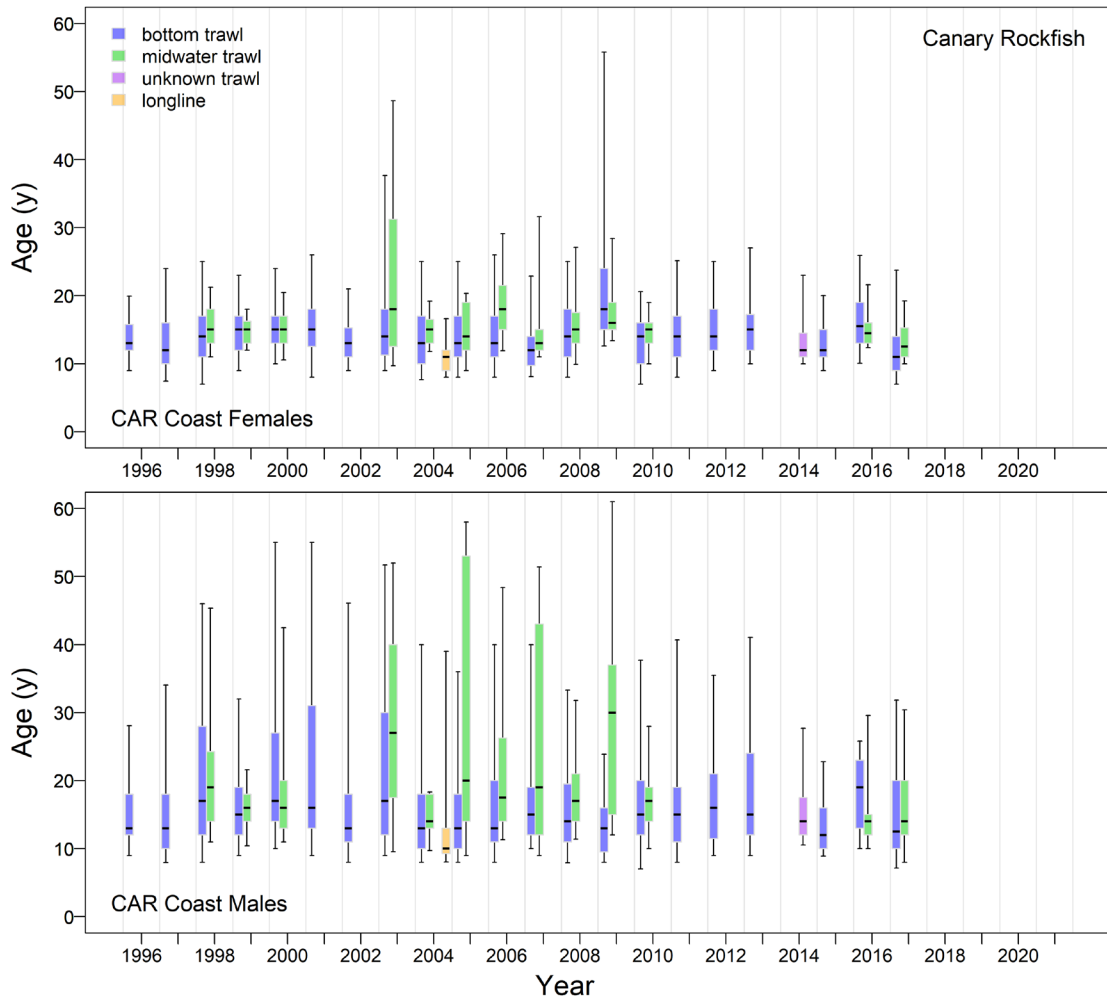 Canary Rockfish
bottom trawl
midwater trawl
unknown trawl
longline
Age (y)
60
50
40
30
20
10
0
CAR Coast Females
1996 1998 2000 2002 2004 2006 2008 2010 2012 2014 2016 2018 2020
Age (y)
60
50
40
30
20
10
0
CAR Coast Males
1996 1998 2000 2002 2004 2006 2008 2010 2012 2014 2016 2018 2020
Year